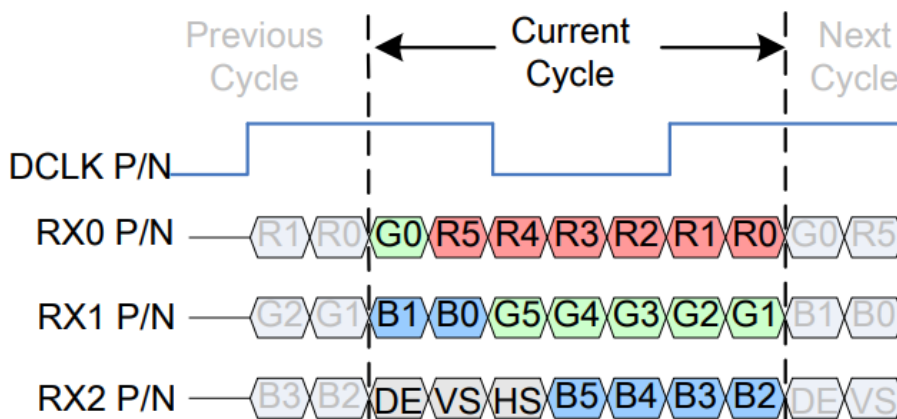 Previous Cycle
Current Cycle
Next Cycle
DCLK P/N
RX0 P/N R1 R0 G0 R5 R4 R3 R2 R1 R0 G0 R5
RX1 P/N G2 G1 B1 B0 G5 G4 G3 G2 G1 B1 B0
RX2 P/N B3 B2 DE VS HS B5 B4 B3 B2 DE VS